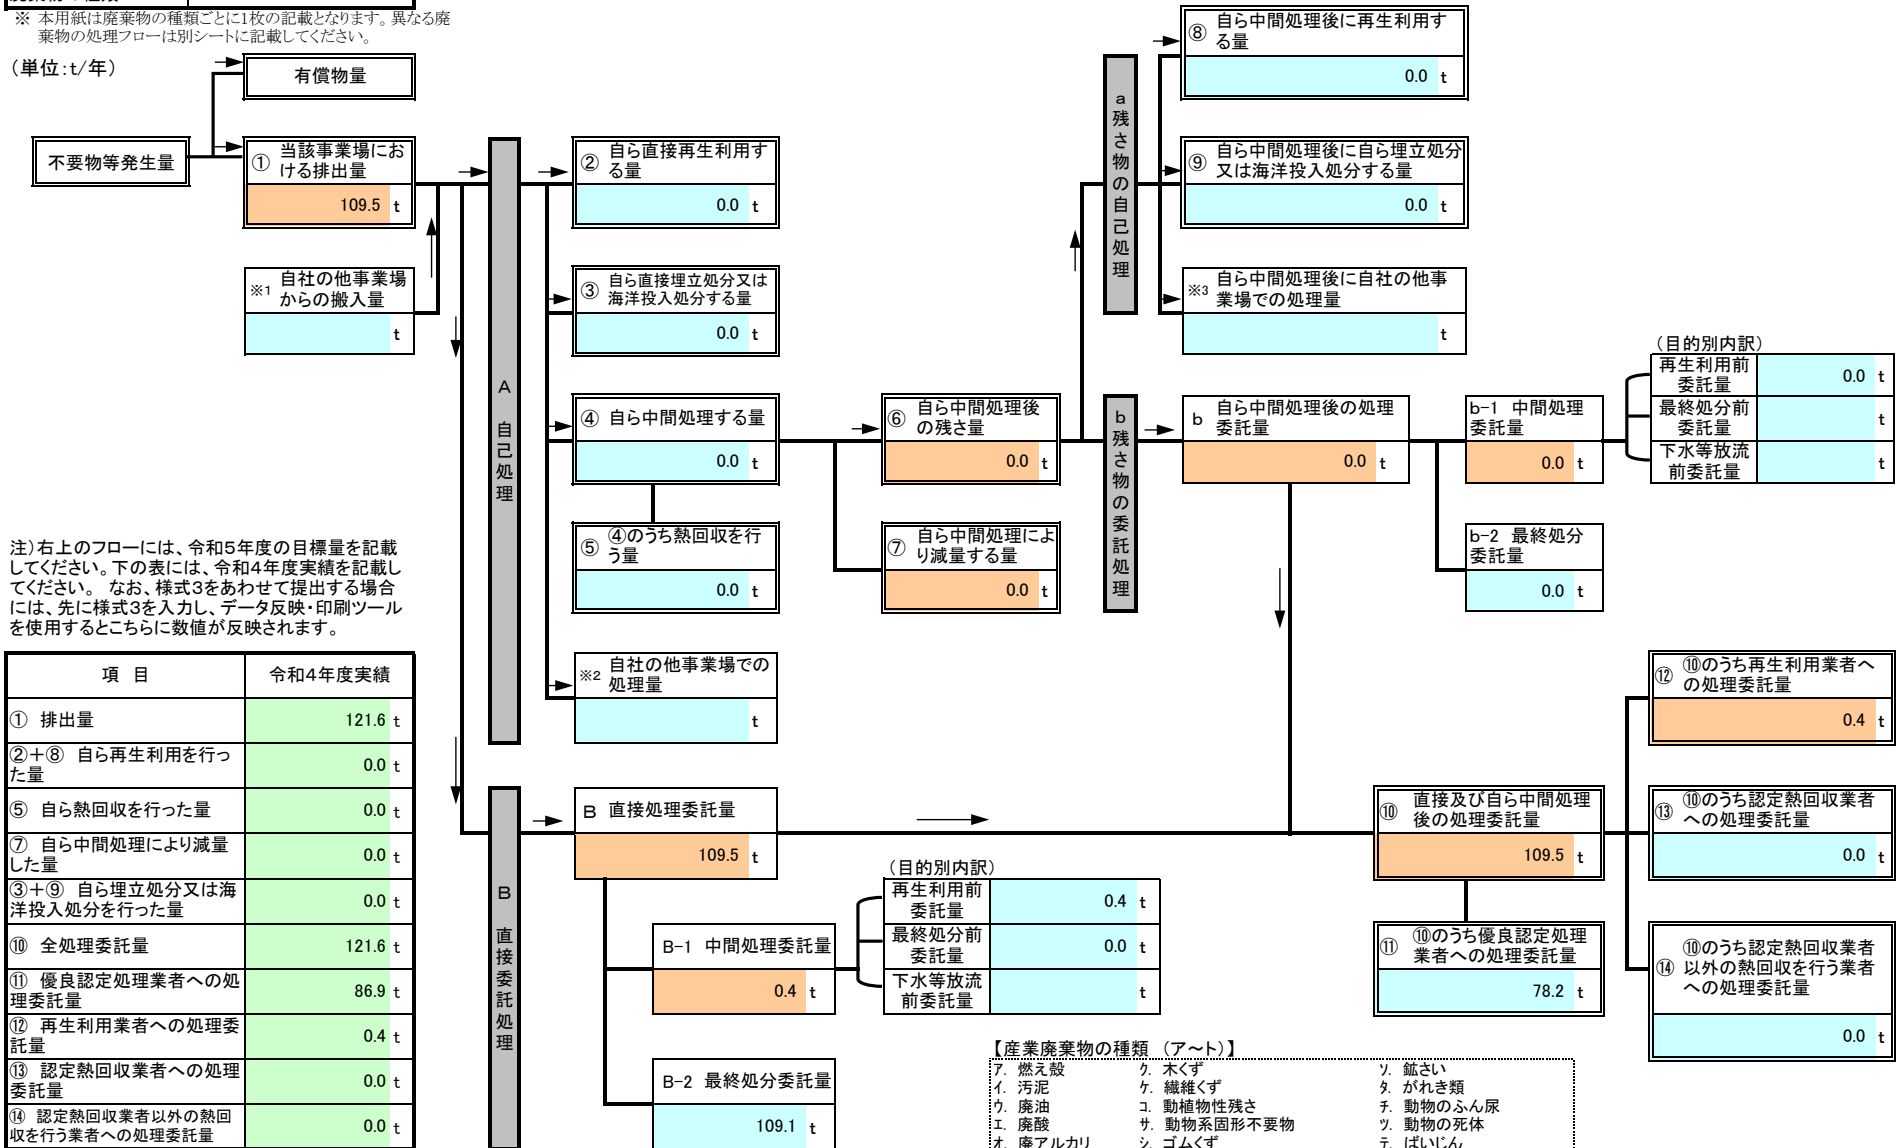 ※ 本用紙は廃棄物の種類ごとに1枚の記載となります。異なる廃
棄物の処理フローは別シートに記載してください。
(単位:t/年)
有償物量
不要物等発生量
① 当該事業場にお
ける排出量
109.5 t
※1 自社の他事業場
からの搬入量
t
A 自己処理
② 自ら直接再生利用す
る量
0.0 t
③ 自ら直接埋立処分又は
海洋投入処分する量
0.0 t
④ 自ら中間処理する量
0.0 t
⑤ ④のうち熱回収を行
う量
0.0 t
※2 自社の他事業場での
処理量
t
⑥ 自ら中間処理後
の残さ量
0.0 t
⑦ 自ら中間処理によ
り減量する量
0.0 t
a 残さ物の自己処理
⑧ 自ら中間処理後に再生利用す
る量
0.0 t
⑨ 自ら中間処理後に自ら埋立処分
又は海洋投入処分する量
0.0 t
※3 自ら中間処理後に自社の他事
業場での処理量
t
b 残さ物の委託処理
b 自ら中間処理後の処理
委託量
0.0 t
b-1 中間処理
委託量
0.0 t
b-2 最終処分
委託量
0.0 t
(目的別内訳)
再生利用前
委託量
0.0 t
最終処分前
委託量
t
下水等放流
前委託量
t
注)右上のフローには、令和5年度の目標量を記載
してください。下の表には、令和4年度実績を記載し
てください。 なお、様式3をあわせて提出する場合
には、先に様式3を入力し、データ反映・印刷ツール
を使用するとこちらに数値が反映されます。
項 目 令和4年度実績
① 排出量 121.6 t
②+⑧ 自ら再生利用を行っ
た量 0.0 t
⑤ 自ら熱回収を行った量 0.0 t
⑦ 自ら中間処理により減量
した量 0.0 t
③+⑨ 自ら埋立処分又は海
洋投入処分を行った量 0.0 t
⑩ 全処理委託量 121.6 t
⑪ 優良認定処理業者への処
理委託量 86.9 t
⑫ 再生利用業者への処理委
託量 0.4 t
⑬ 認定熱回収業者への処理
委託量 0.0 t
⑭ 認定熱回収業者以外の熱回
収を行う業者への処理委託量 0.0 t
B 直接委託処理
B 直接処理委託量
109.5 t
B-1 中間処理委託量
0.4 t
B-2 最終処分委託量
109.1 t
(目的別内訳)
再生利用前
委託量
0.4 t
最終処分前
委託量
0.0 t
下水等放流
前委託量
t
⑩ 直接及び自ら中間処理
後の処理委託量
109.5 t
⑪ ⑩のうち優良認定処理
業者への処理委託量
78.2 t
⑫ ⑩のうち再生利用業者へ
の処理委託量
0.4 t
⑬ ⑩のうち認定熱回収業者
への処理委託量
0.0 t
⑭ ⑩のうち認定熱回収業者
以外の熱回収を行う業者
への処理委託量
0.0 t
【産業廃棄物の種類 (ア~ト)】
ア. 燃え殻 ク. 木くず ソ. 鉱さい
イ. 汚泥 ケ. 繊維くず タ. がれき類
ウ. 廃油 コ. 動植物性残さ チ. 動物のふん尿
エ. 廃酸 サ. 動物系固形不要物 ツ. 動物の死体
オ. 廃アルカリ シ. ゴムくず テ. ばいじん